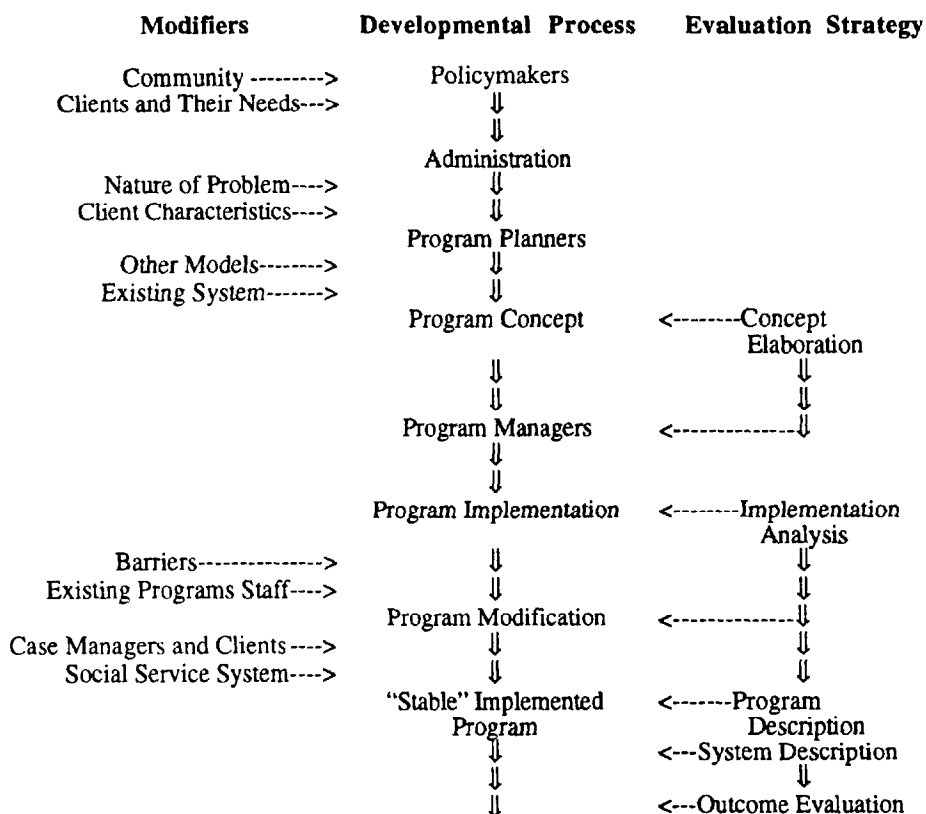 Modifiers Developmental Process Evaluation Strategy
Community ---------> Policymakers
Clients and Their Needs--->
⇓
⇓
Administration
Nature of Problem----> ⇓
Client Characteristics----> ⇓
Program Planners
Other Models--------> ⇓
Existing System-------> ⇓
Program Concept <---------Concept
Elaboration
⇓ ⇓
⇓ ⇓
Program Managers <--------------⇓
⇓
⇓
Program Implementation <--------Implementation
Analysis
Barriers---------------> ⇓ ⇓
Existing Programs Staff----> ⇓ ⇓
Program Modification <--------------⇓
Case Managers and Clients ----> ⇓ ⇓
Social Service System----> ⇓ ⇓
“Stable” Implemented <-------Program
Program Description
⇓ <---System Description
⇓ ⇓
⇓ <---Outcome Evaluation